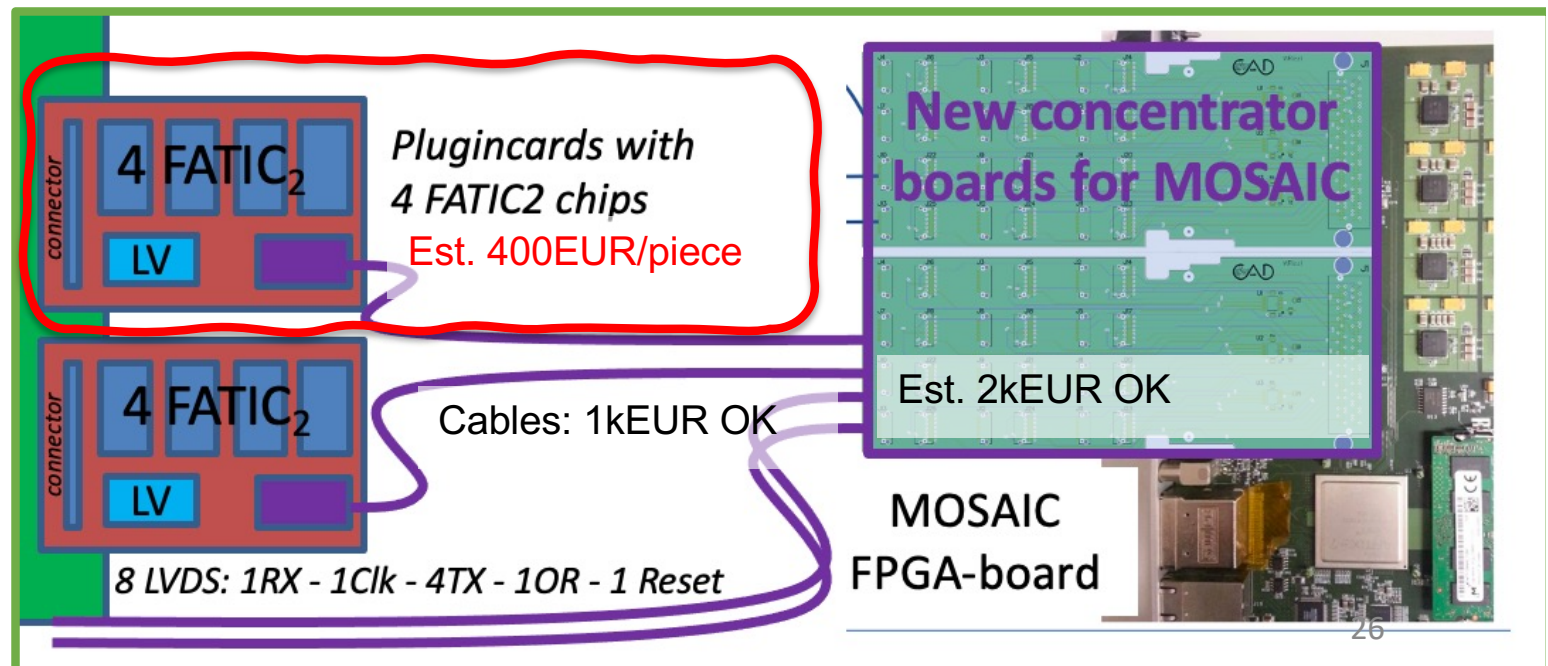 connector
4 FATIC2
LV
Plugincards with
4 FATIC2 chips
Est. 400EUR/piece
connector
4 FATIC2
LV
Cables: 1kEUR OK
8 LVDS: 1RX - 1Clk - 4TX - 1OR - 1 Reset
New concentrator
boards for MOSAIC
CAD
CAD
Est. 2kEUR OK
MOSAIC
FPGA-board
26